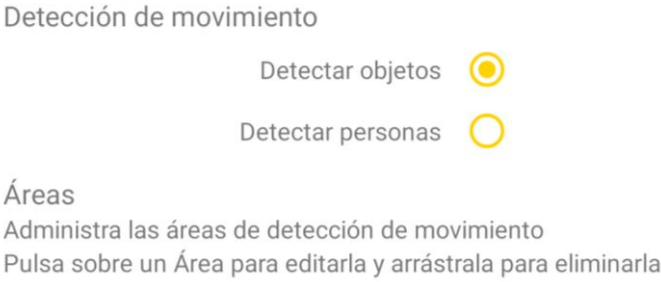 Detección de movimiento
Detectar objetos
Detectar personas
Áreas
Administra las áreas de detección de movimiento
Pulsa sobre un Área para editarla y arrástrala para eliminarla